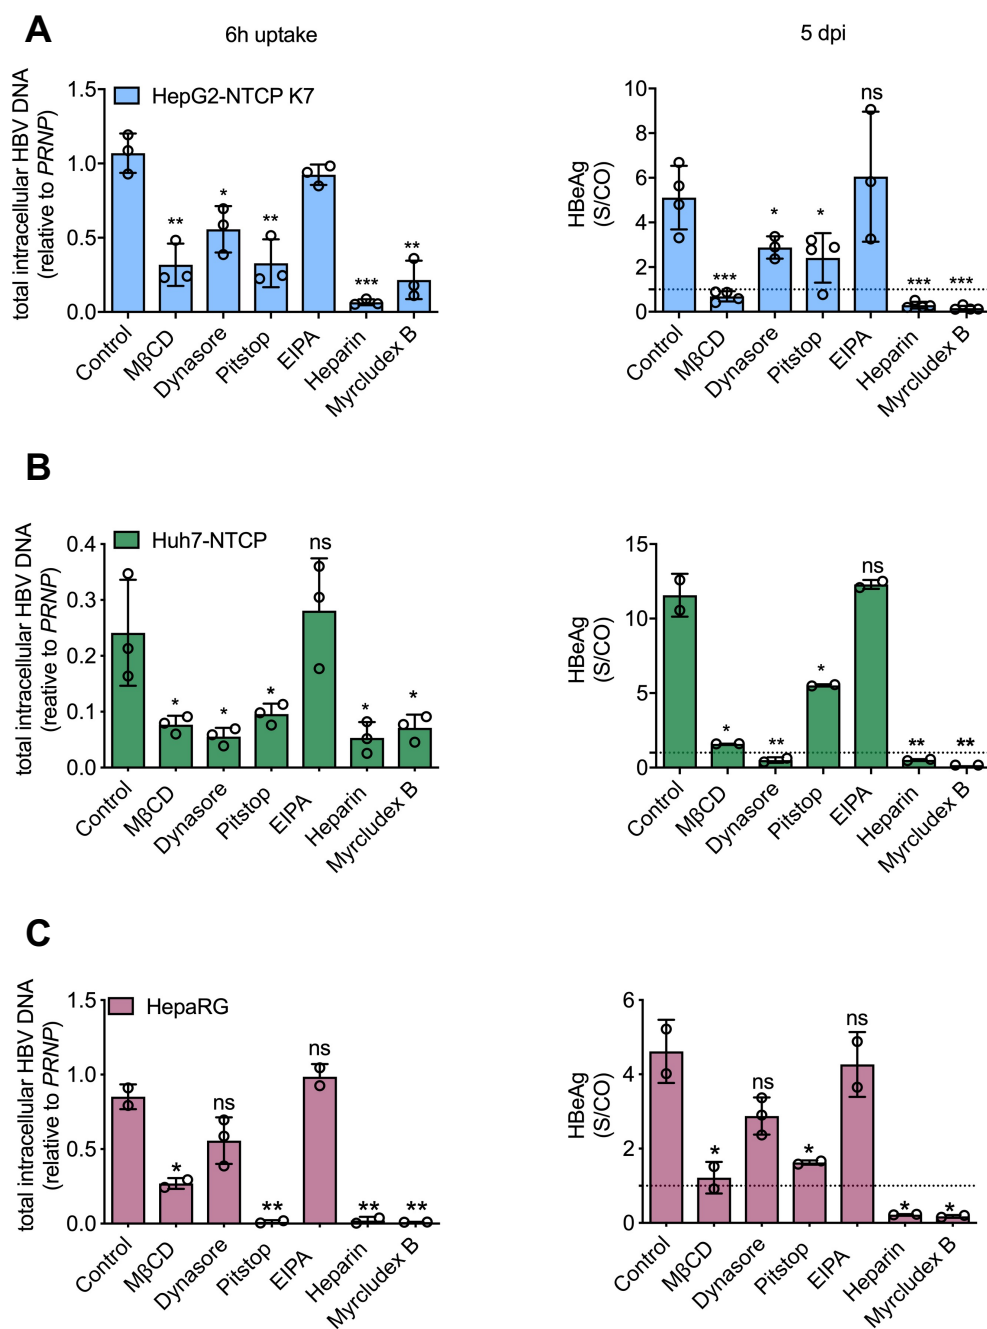 A
6h uptake
5 dpi
total intracellular HBV DNA
(relative to PRNP)
1.5
1.0
0.5
0.0
HepG2-NTCP K7
**
*
**
***
**
Control
MβCD
Dynasore
Pitstop
EIPA
Heparin
Myrcludex B
HBeAg
(S/CO)
10
8
6
4
2
0
***
*
*
ns
***
***
Control
MβCD
Dynasore
Pitstop
EIPA
Heparin
Myrcludex B
B
total intracellular HBV DNA
(reative to PRNP)
0.4
0.3
0.2
0.1
0.0
Huh7-NTCP
*
*
*
ns
*
*
Control
MβCD
Dynasore
Pitstop
EIPA
Heparin
Myrcludex B
HBeAg
(S/CO)
15
10
5
0
*
**
*
ns
**
**
Control
MβCD
Dynasore
Pitstop
EIPA
Heparin
Myrcludex B
C
total intracellular HBV DNA
(relative to PRNP)
1.5
1.0
0.5
0.0
HepaRG
*
ns
**
ns
**
**
Control
MβCD
Dynasore
Pitstop
EIPA
Heparin
Myrcludex B
HBeAg
(S/CO)
6
4
2
0
*
ns
*
ns
*
*
Control
MβCD
Dynasore
Pitstop
EIPA
Heparin
Myrcludex B